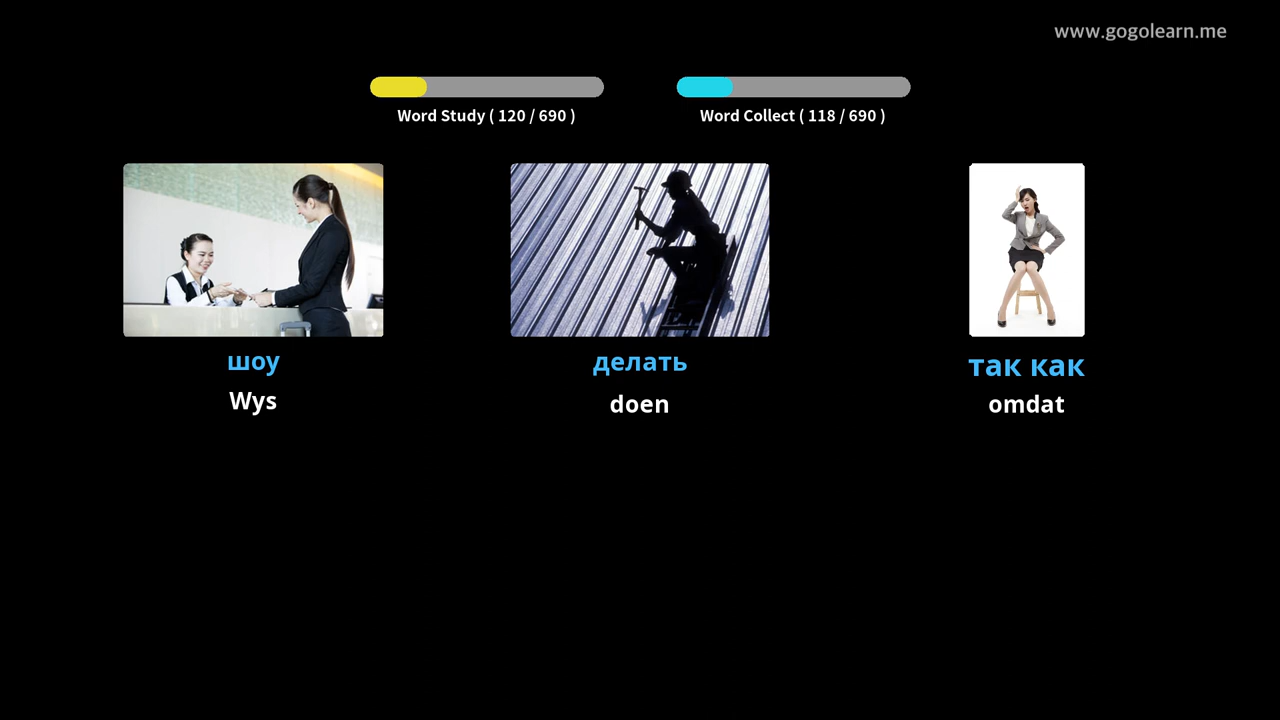 www.gogolearn.me
Word Study ( 120 / 690 )
Word Collect ( 118 / 690 )
шоу
делать
так как
Wys
doen
omdat